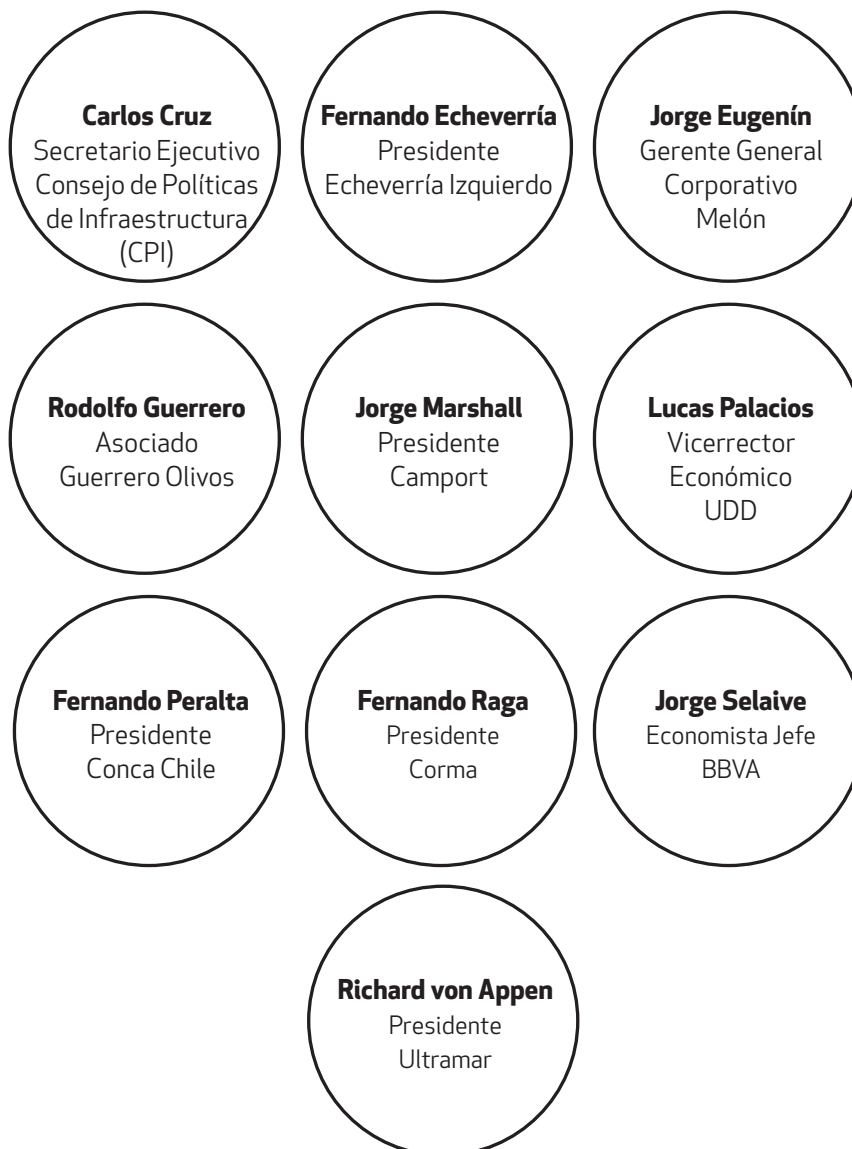 Carlos Cruz
Secretario Ejecutivo
Consejo de Políticas
de Infraestructura
(CPI)
Fernando Echeverría
Presidente
Echeverría Izquierdo
Jorge Eugenín
Gerente General
Corporativo
Melón
Rodolfo Guerrero
Asociado
Guerrero Olivos
Jorge Marshall
Presidente
Camport
Lucas Palacios
Vicerrector
Económico
UDD
Fernando Peralta
Presidente
Conca Chile
Fernando Raga
Presidente
Corma
Jorge Selaive
Economista Jefe
BBVA
Richard von Appen
Presidente
Ultramar